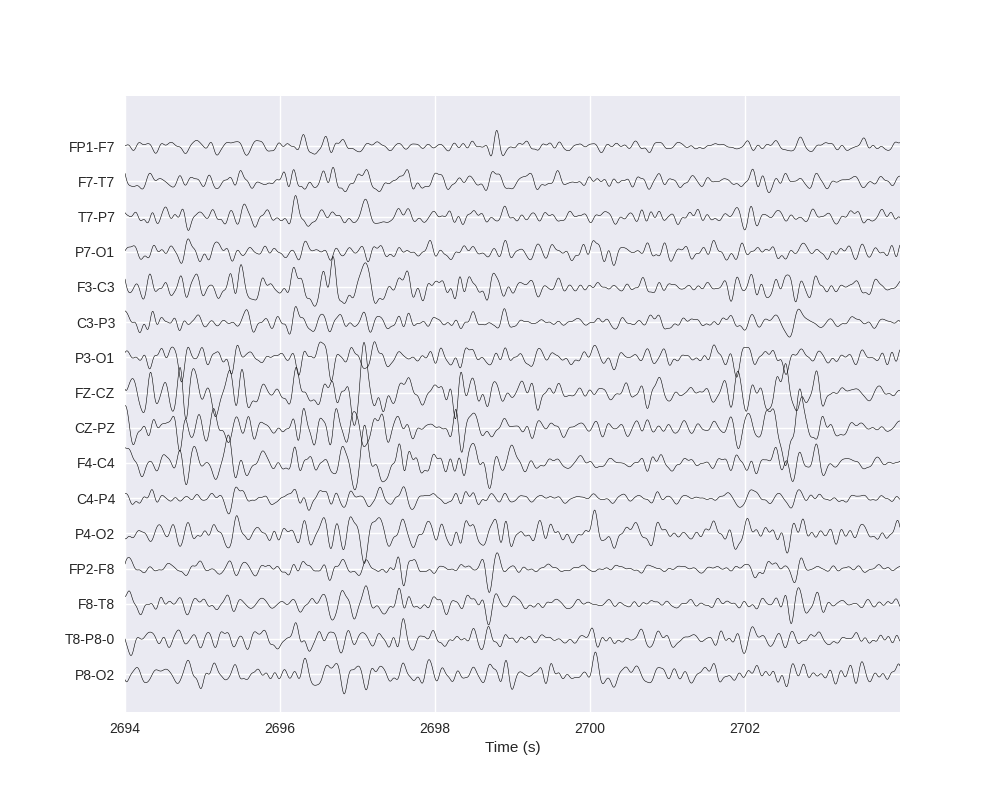 FP1-F7
F7-T7
T7-P7
P7-O1
F3-C3
C3-P3
P3-O1
FZ-CZ
CZ-PZ
F4-C4
C4-P4
P4-O2
FP2-F8
F8-T8
T8-P8-0
P8-O2
2694 2696 2698 2700 2702
Time (s)